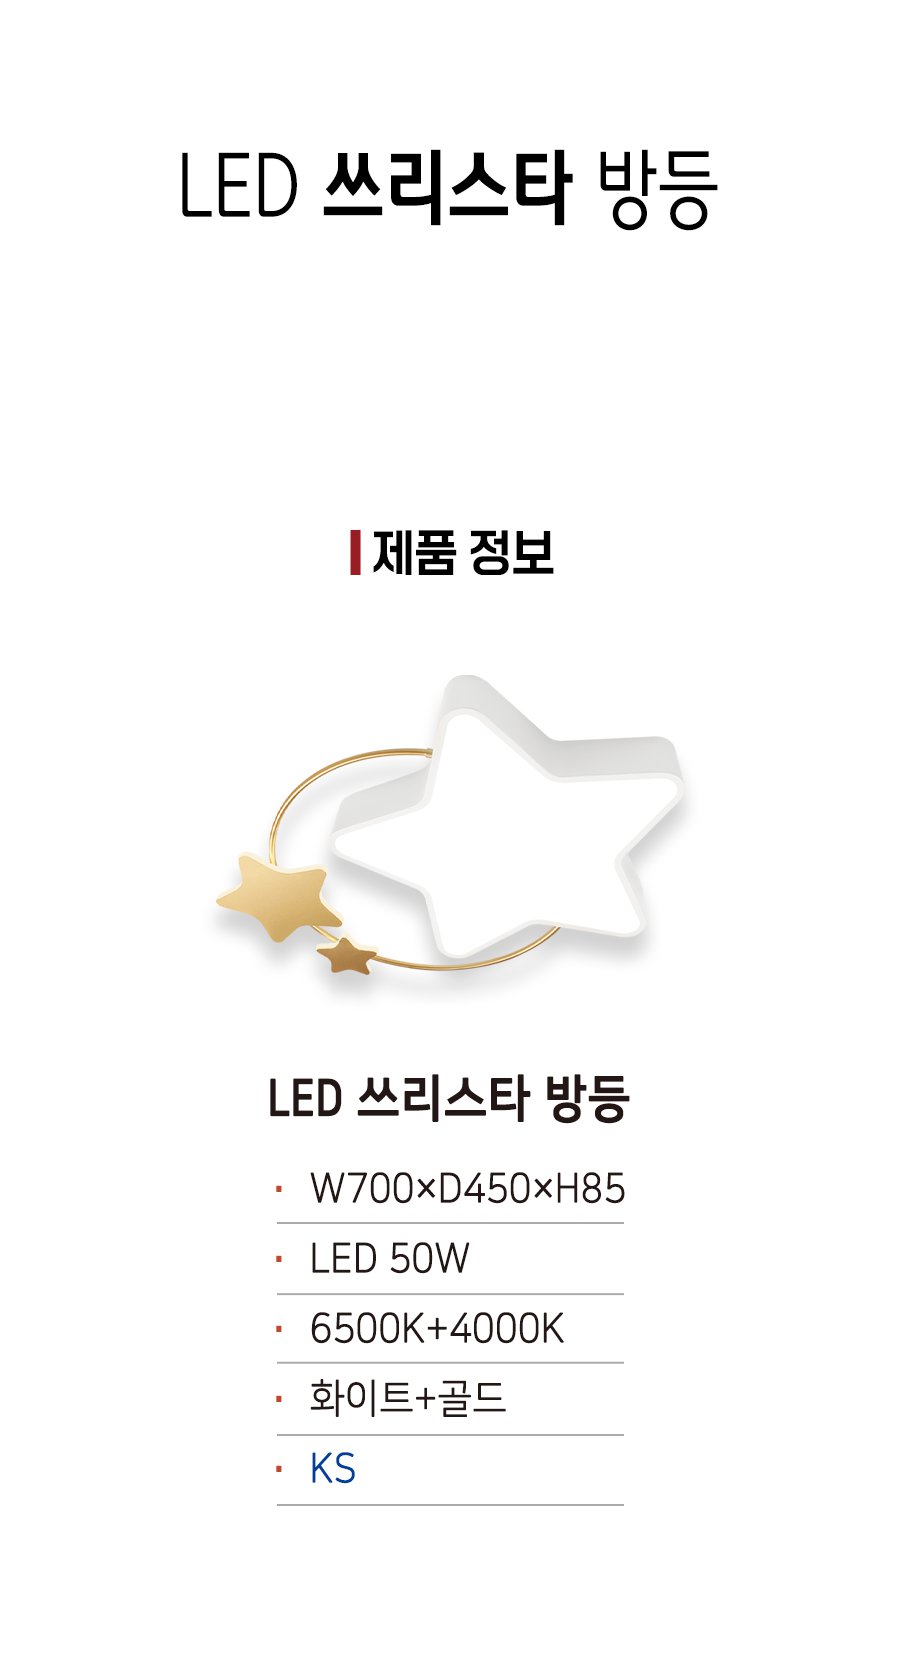 LED 쓰리스타 방등
제품 정보
LED 쓰리스타 방등
· W700×D450×H85
· LED 50W
· 6500K+4000K
· 화이트+골드
· KS